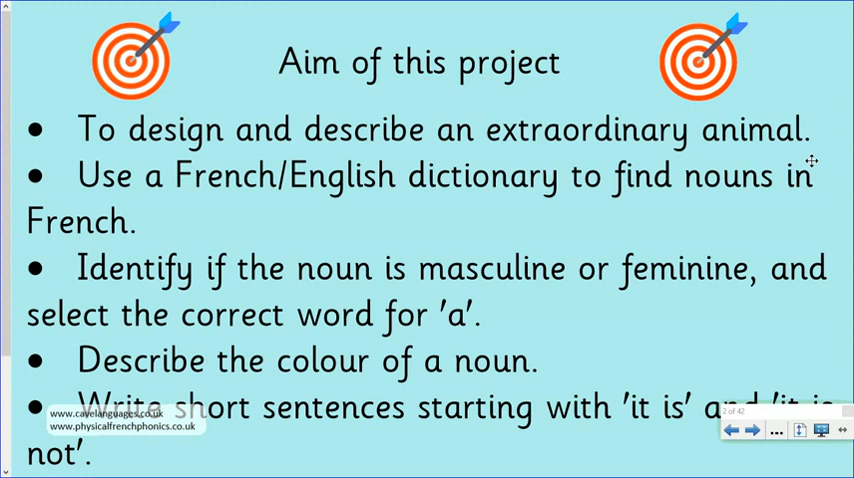 Aim of this project
• To design and describe an extraordinary animal.
• Use a French/English dictionary to find nouns in
French.
• Identify if the noun is masculine or feminine, and
select the correct word for 'a'.
• Describe the colour of a noun.
• Write short sentences starting with 'it is' and 'it is
not'.
www.cavelanguages.co.uk
www.physicalfrenchphonics.co.uk
2 of 42